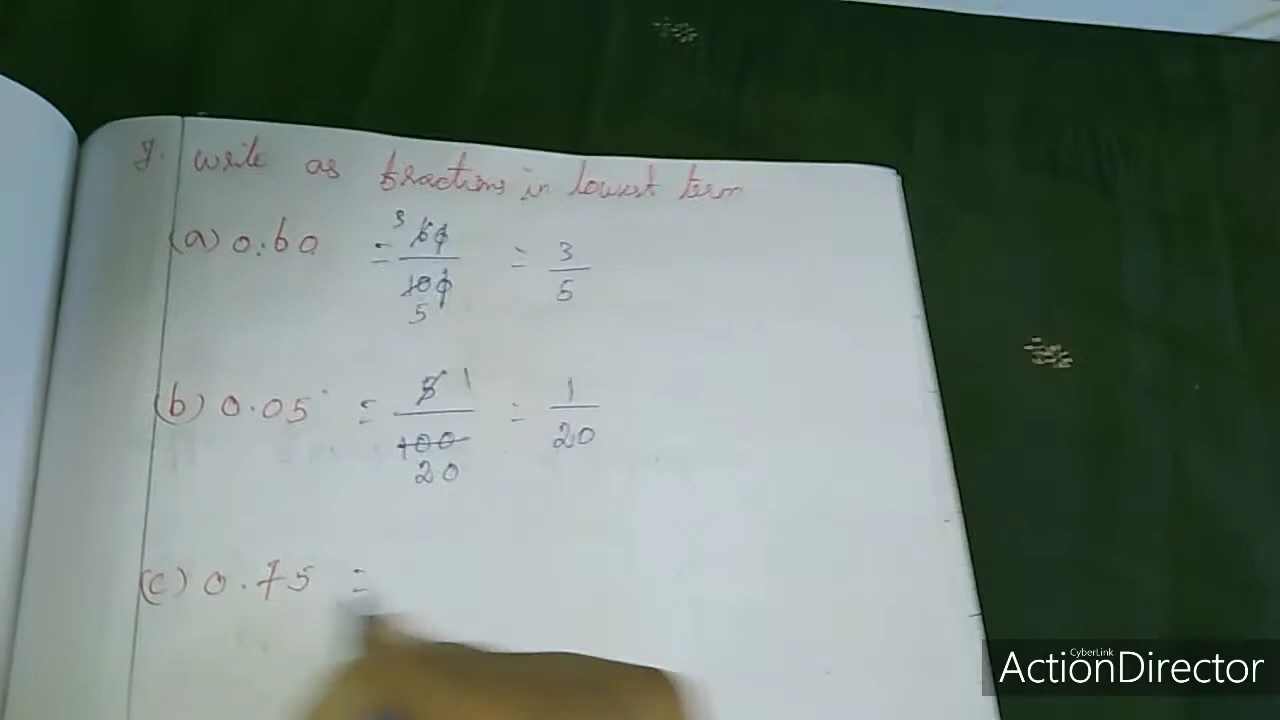 7. Write as fractions in lowest term
(a) 0.60 = 3 60/100 5 = 3/5
(b) 0.05 = 5 1/100 20 = 1/20
(c) 0.75 =
CyberLink
ActionDirector